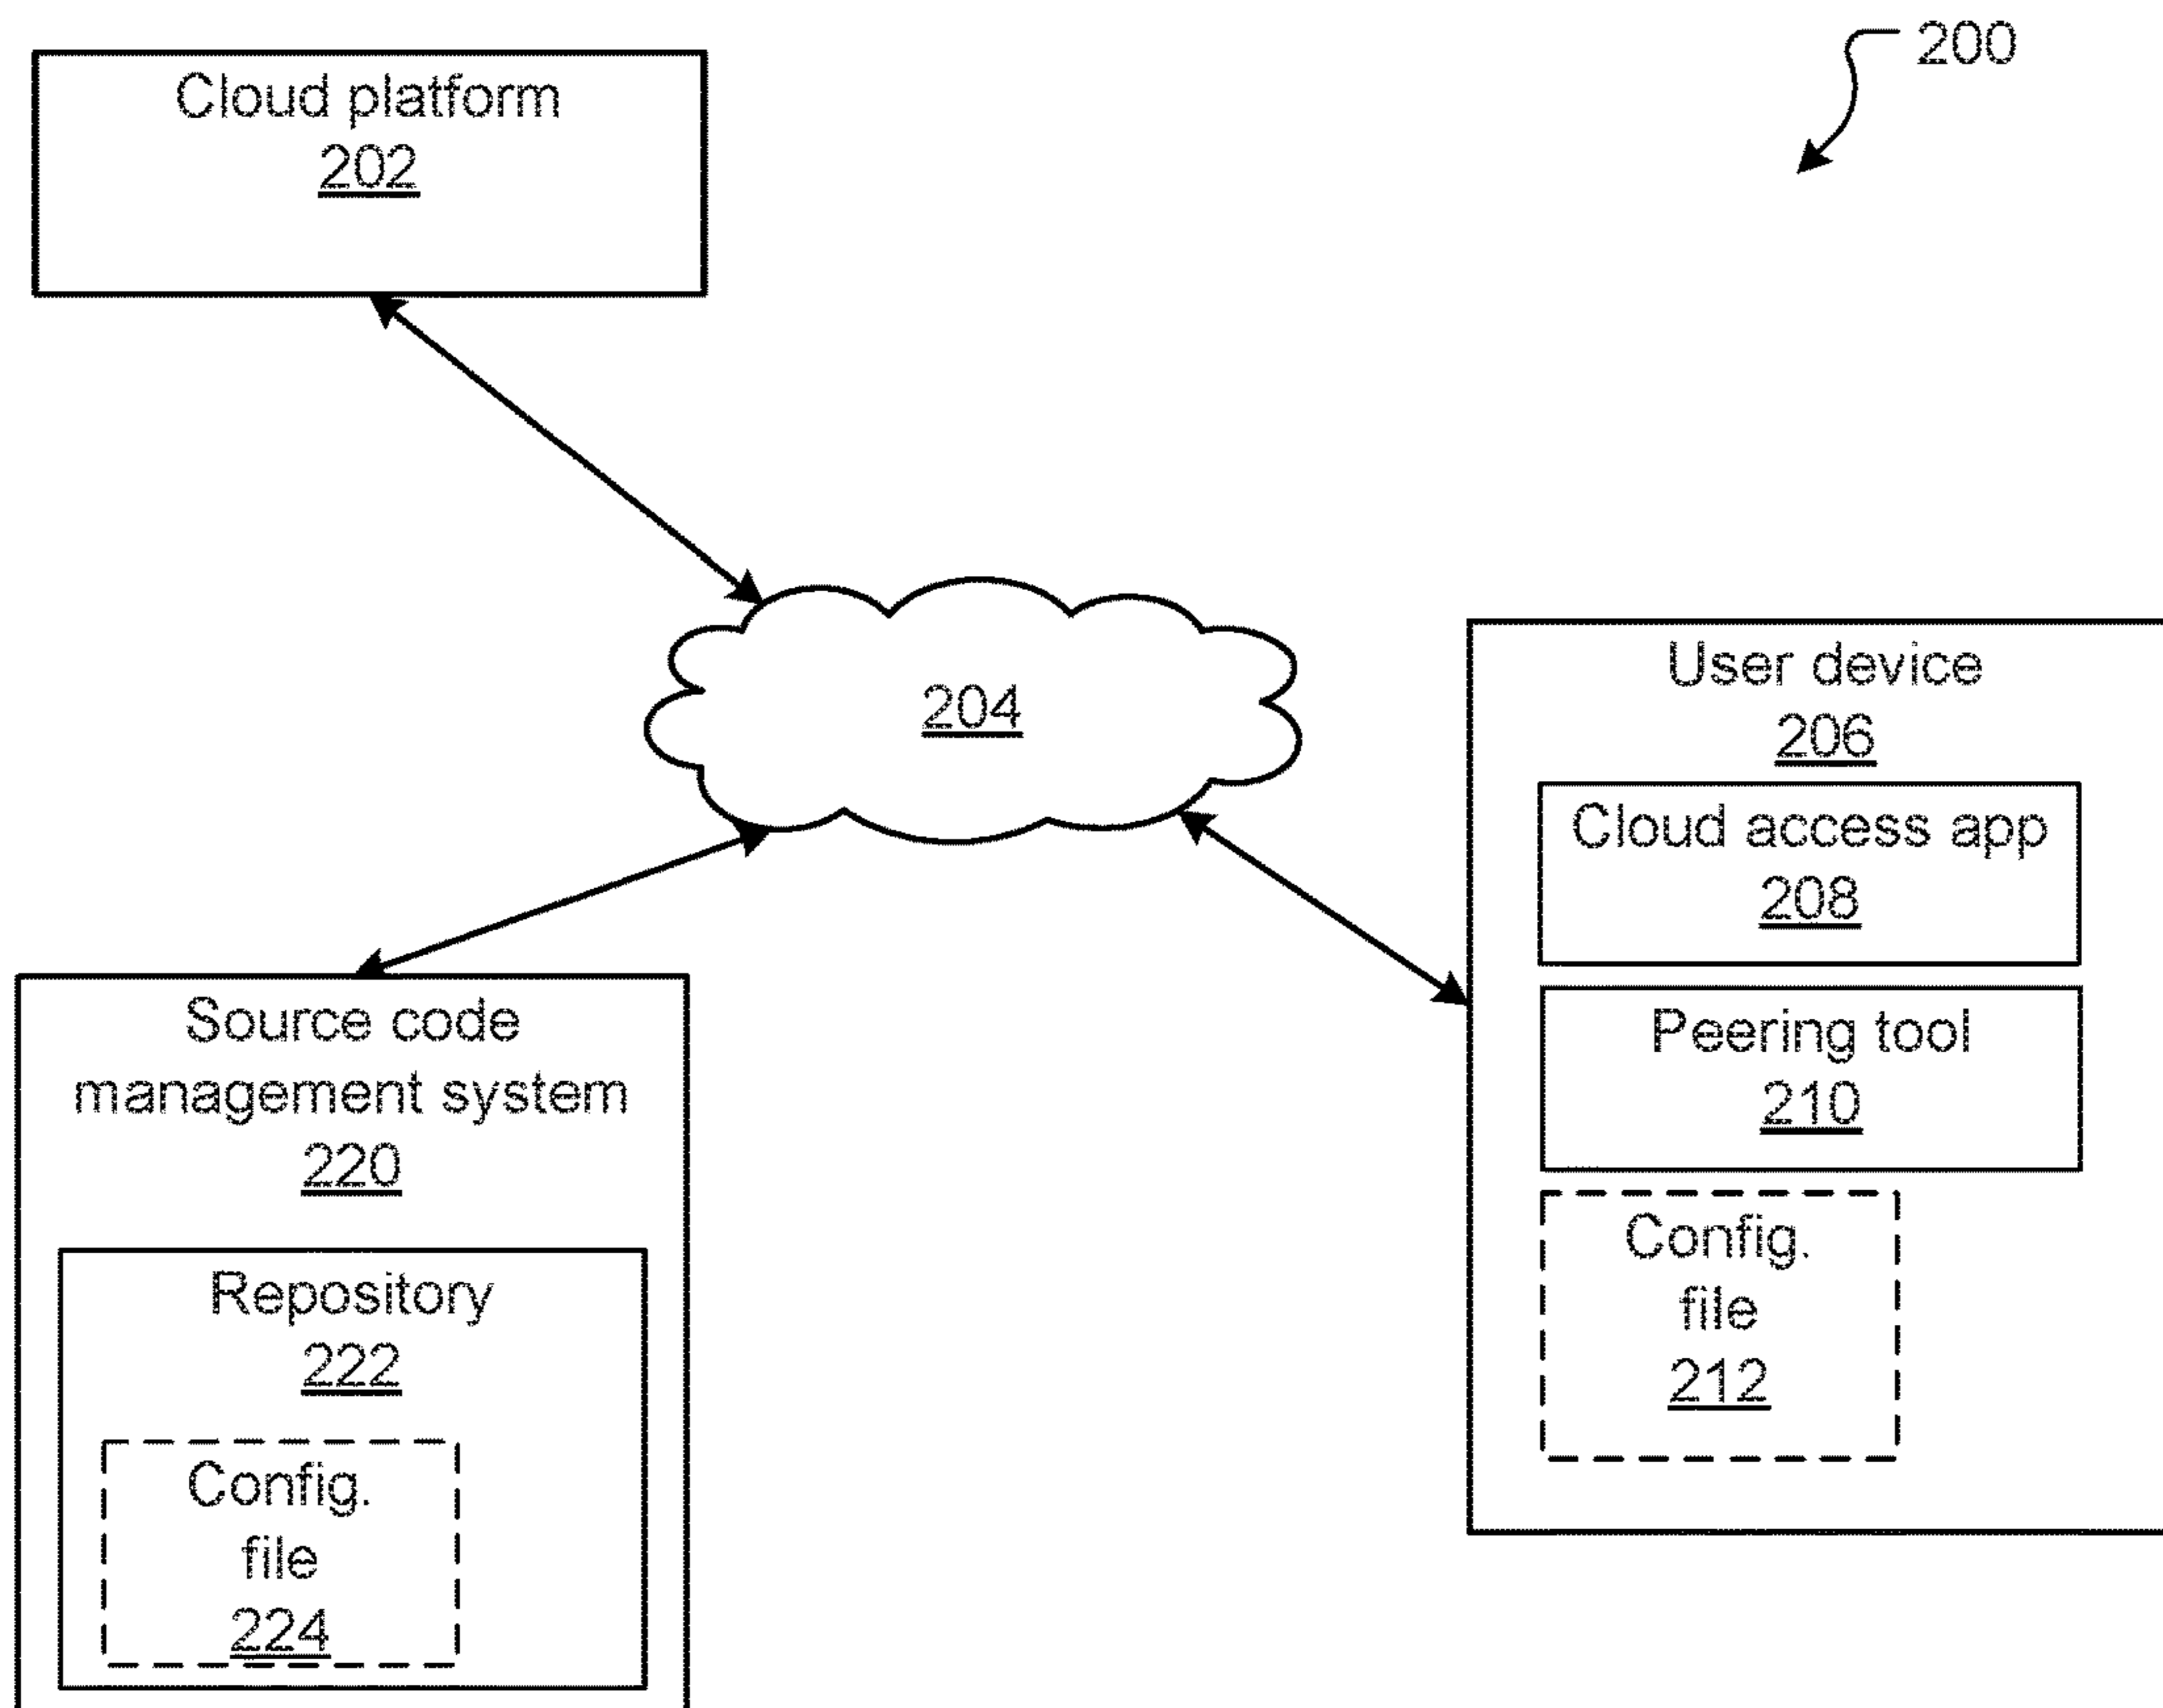 200
Cloud platform
202
204
User device
206
Cloud access app
208
Peering tool
210
Config.
file
212
Source code
management system
220
Repository
222
Config.
file
224